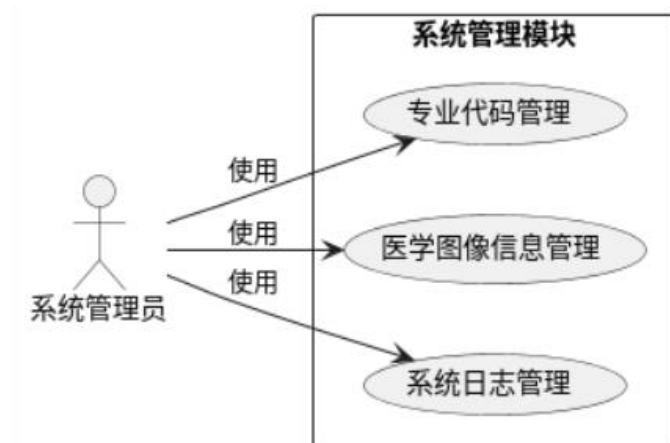 系统管理模块
专业代码管理
使用
使用
医学图像信息管理
使用
系统管理员
系统日志管理